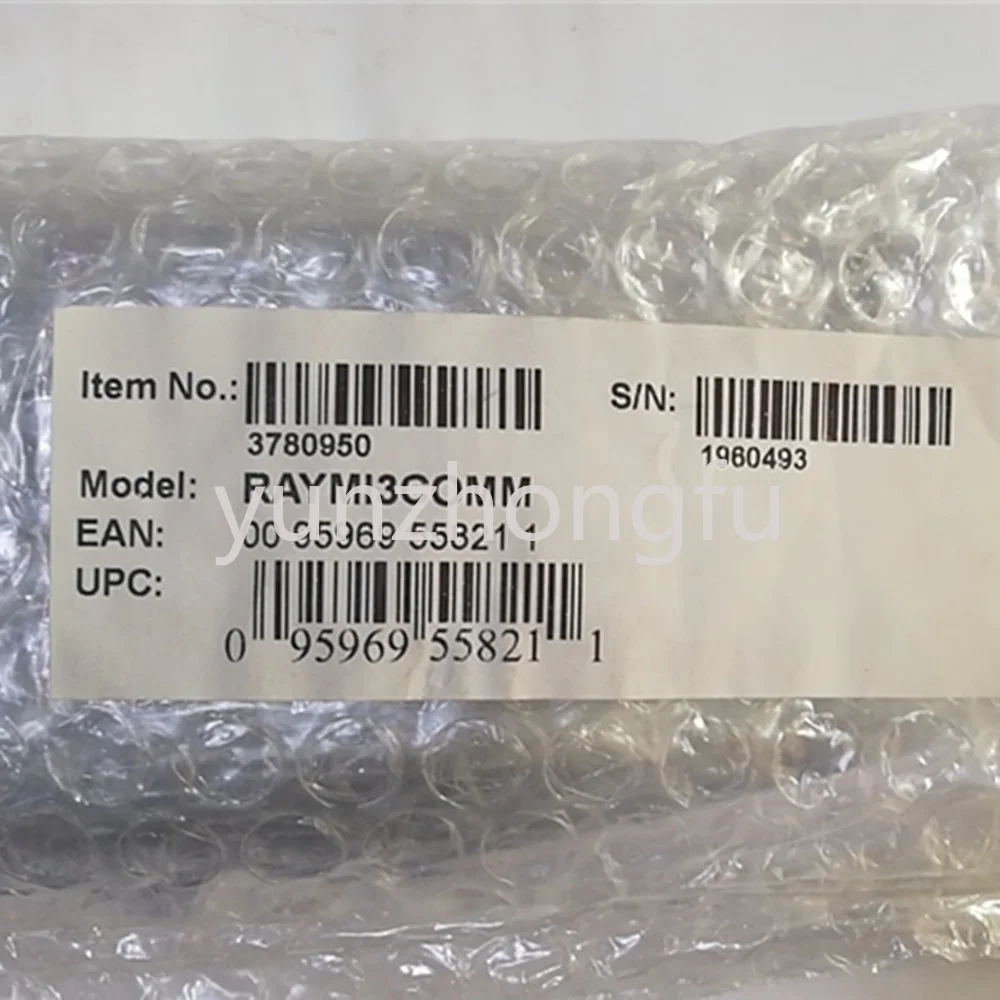 Item No.:
3780950
S/N:
1960493
Model: RAYMI3COMM
EAN: 00 95969 55821 1
UPC:
0 95969 55821 1
yunzhongfu